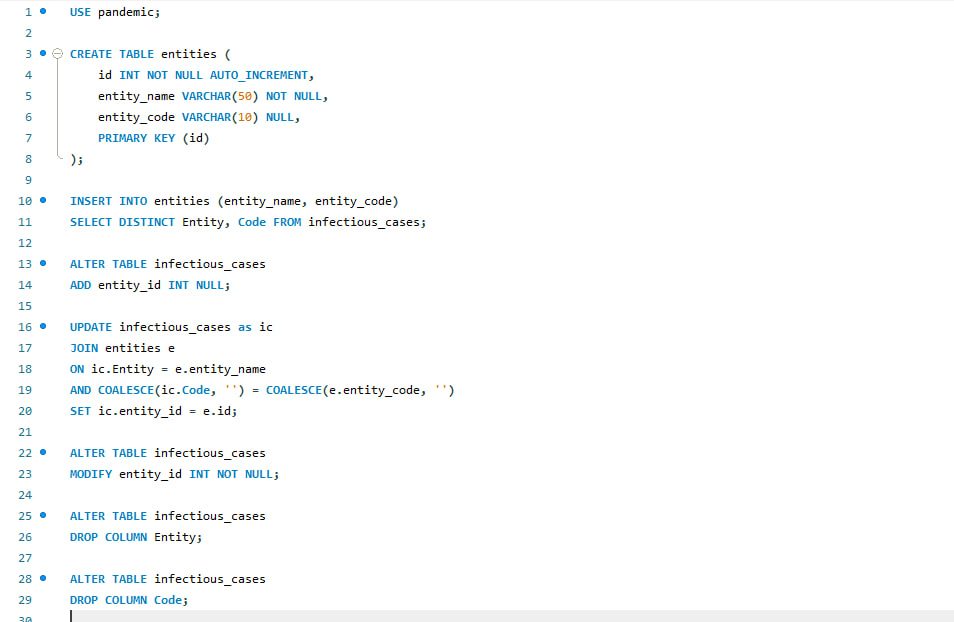 1 USE pandemic;
2
3 CREATE TABLE entities (
4 id INT NOT NULL AUTO_INCREMENT,
5 entity_name VARCHAR(50) NOT NULL,
6 entity_code VARCHAR(10) NULL,
7 PRIMARY KEY (id)
8 );
9
10 INSERT INTO entities (entity_name, entity_code)
11 SELECT DISTINCT Entity, Code FROM infectious_cases;
12
13 ALTER TABLE infectious_cases
14 ADD entity_id INT NULL;
15
16 UPDATE infectious_cases as ic
17 JOIN entities e
18 ON ic.Entity = e.entity_name
19 AND COALESCE(ic.Code, '') = COALESCE(e.entity_code, '')
20 SET ic.entity_id = e.id;
21
22 ALTER TABLE infectious_cases
23 MODIFY entity_id INT NOT NULL;
24
25 ALTER TABLE infectious_cases
26 DROP COLUMN Entity;
27
28 ALTER TABLE infectious_cases
29 DROP COLUMN Code;
30